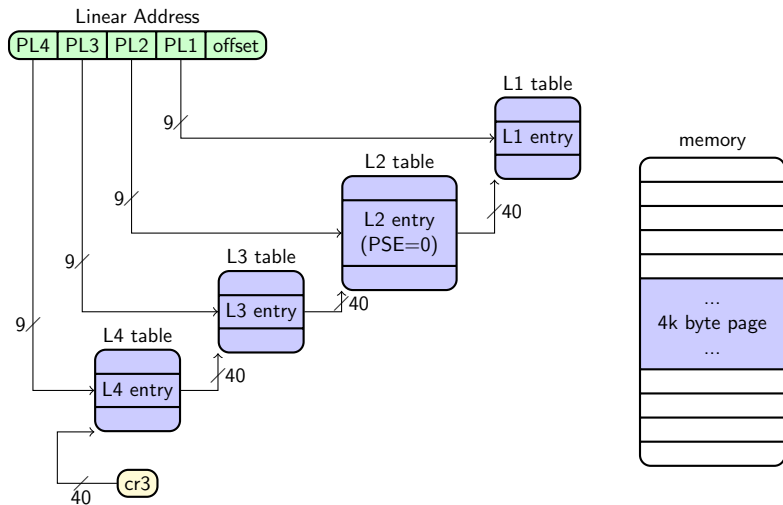 Linear Address
PL4 PL3 PL2 PL1 offset
L1 table
9
L1 entry
memory
L2 table
9
L2 entry
(PSE=0)
40
L3 table
9
L3 entry
40
...
4k byte page
...
L4 table
9
L4 entry
40
cr3
40